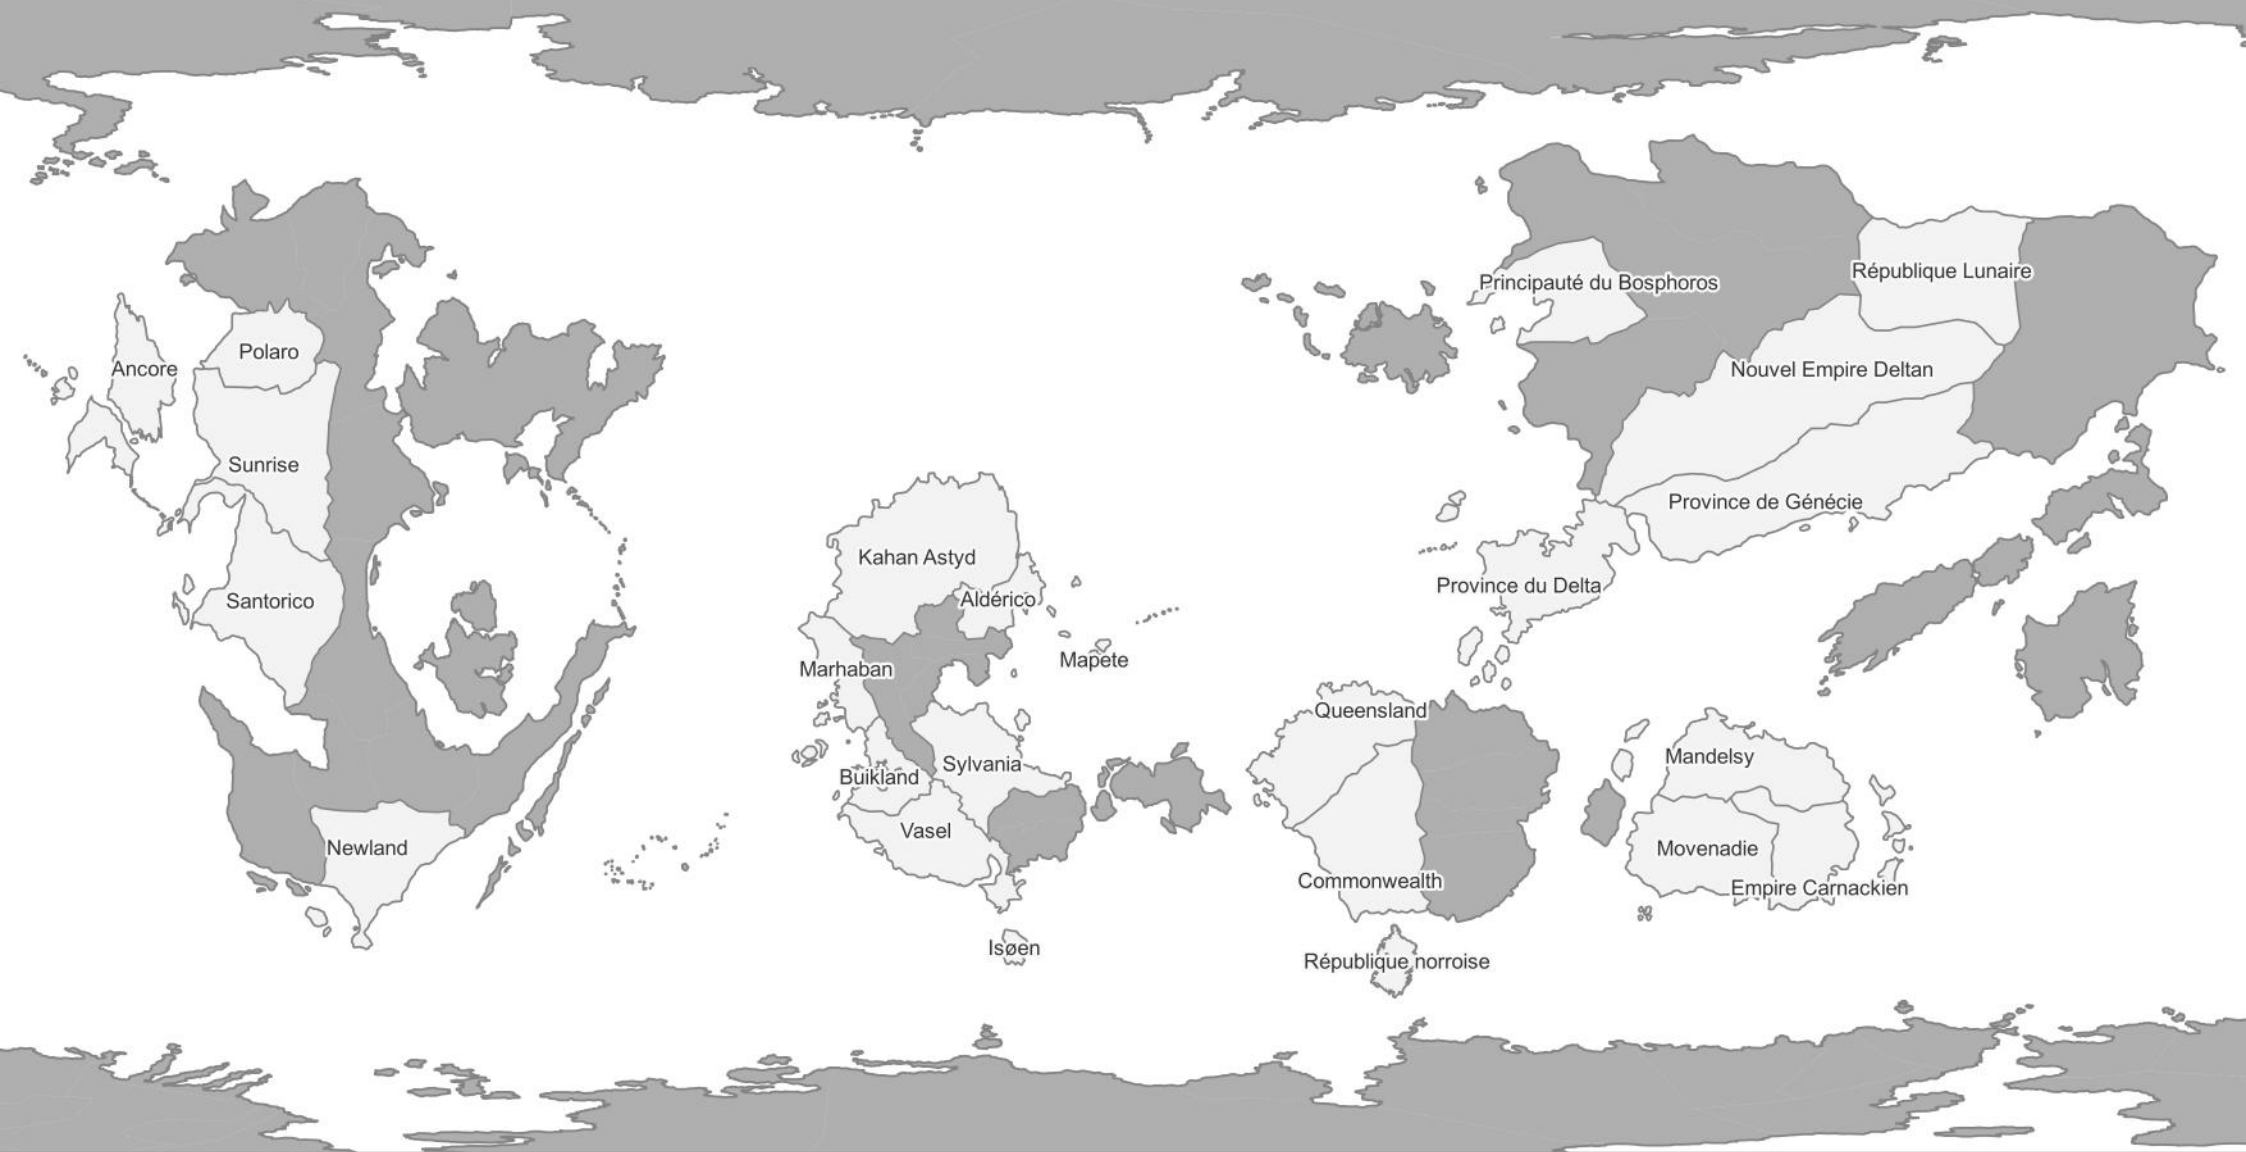 République Lunaire
Principauté du Bosphoros
Polaro
Ancore
Nouvel Empire Deltan
Sunrise
Province de Génécie
Kahan Astyd
Province du Delta
Aldérico
Santorico
Mapete
Marhaban
Queensland
Mandelsy
Sylvania
Buikland
Vasel
Newland
Movenadie
Commonwealth
Empire Carnackien
Isøen
République norroise